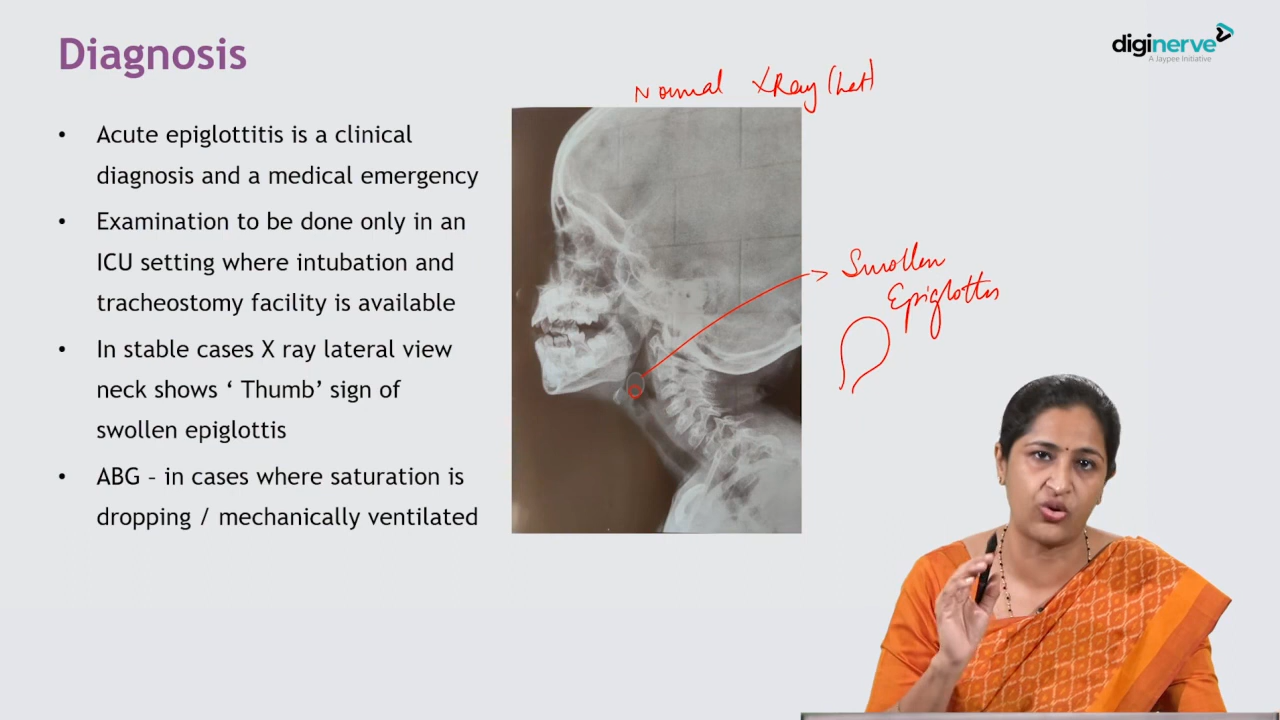 Diagnosis
diginerve
A Jaypee Initiative
Normal XRay (Lat)
• Acute epiglottitis is a clinical
diagnosis and a medical emergency
• Examination to be done only in an
ICU setting where intubation and
tracheostomy facility is available
• In stable cases X ray lateral view
neck shows ‘ Thumb’ sign of
swollen epiglottis
• ABG – in cases where saturation is
dropping / mechanically ventilated
Swollen
Epiglottis